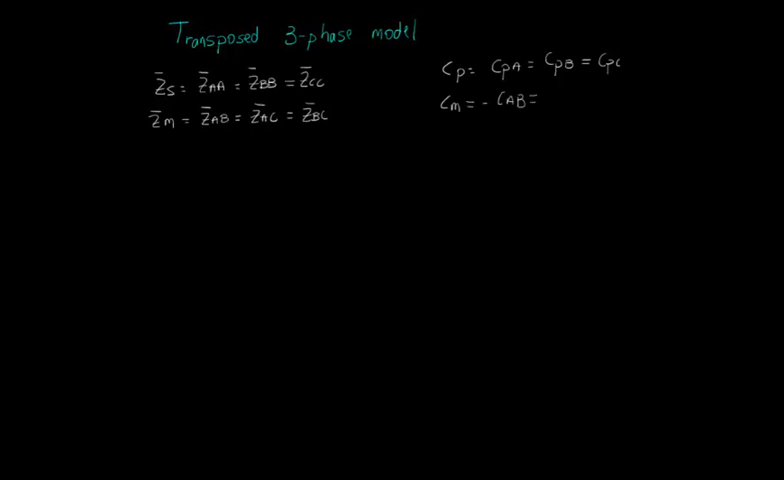 Transposed 3-phase model
Z̄s = Z̄AA = Z̄BB = Z̄CC
Z̄m = Z̄AB = Z̄AC = Z̄BC
Cp = CpA = CpB = CpC
Cm = - CAB =